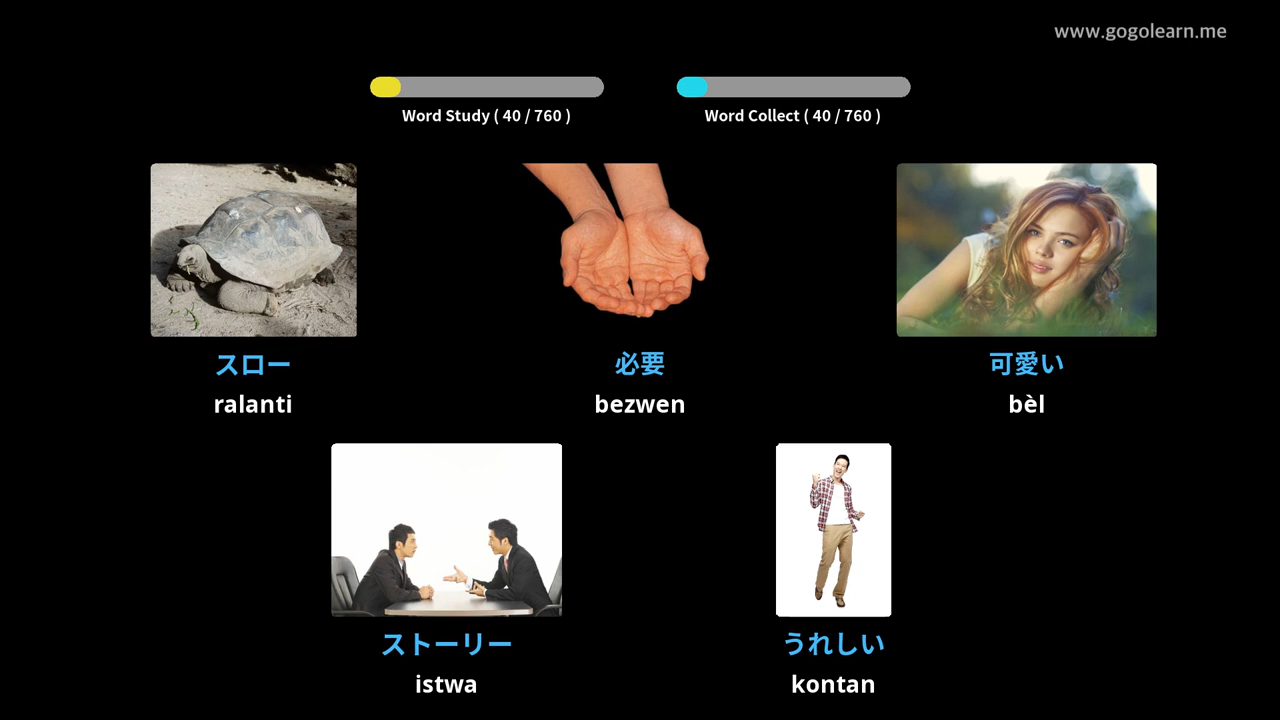 www.gogolearn.me
Word Study ( 40 / 760 )
Word Collect ( 40 / 760 )
スロー
ralanti
必要
bezwen
可愛い
bèl
ストーリー
istwa
うれしい
kontan